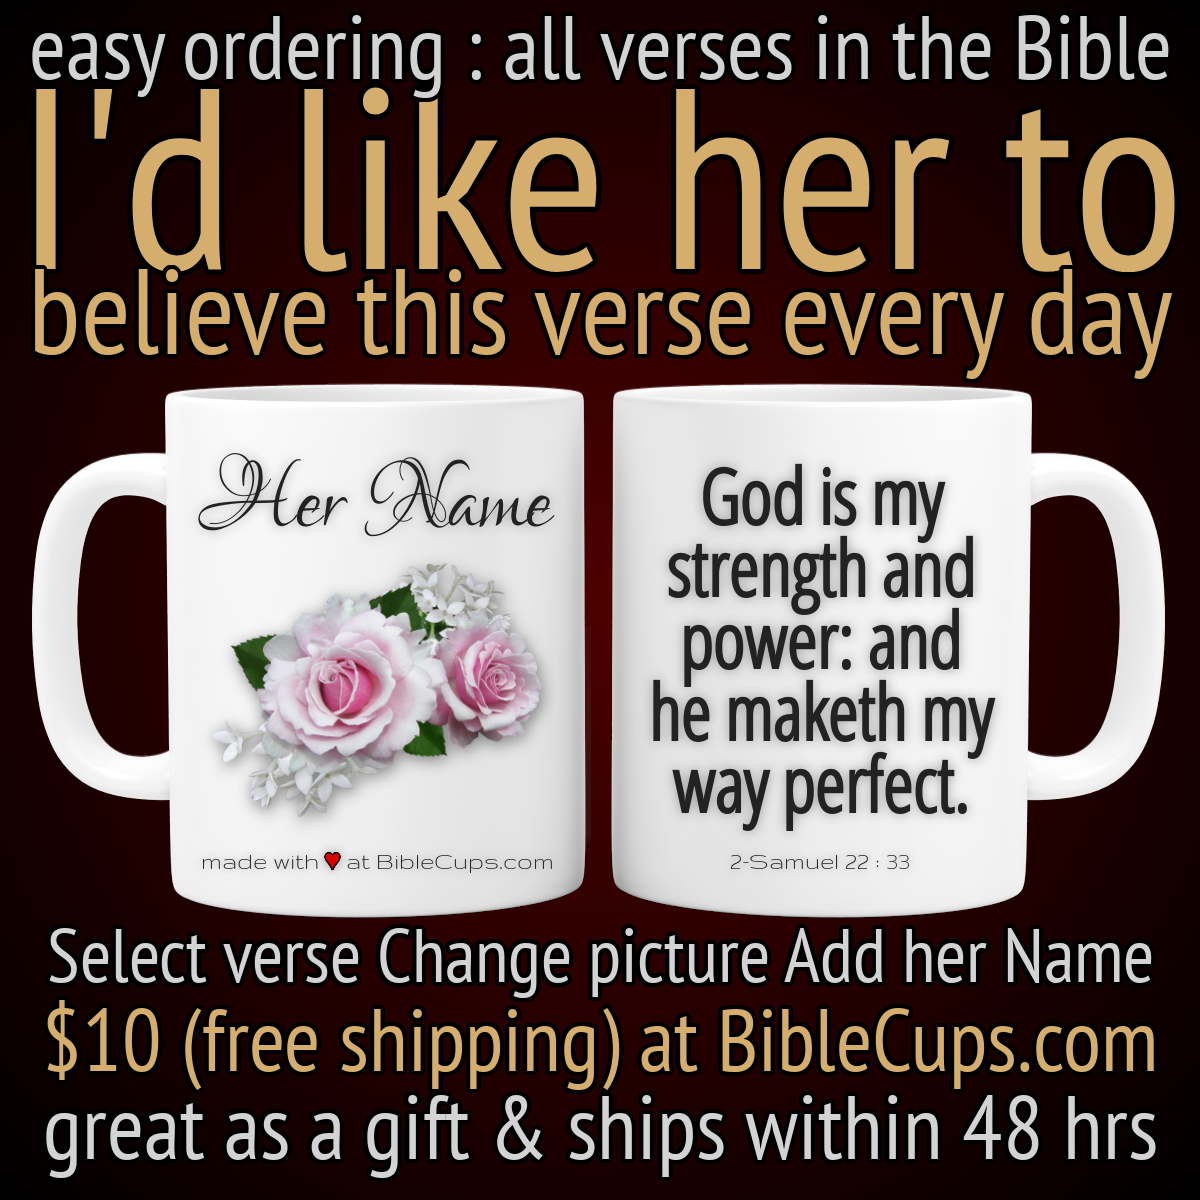 easy ordering : all verses in the Bible
I'd like her to
believe this verse every day
Her Name
made with ♥ at BibleCups.com
God is my
strength and
power: and
he maketh my
way perfect.
2-Samuel 22 : 33
Select verse Change picture Add her Name
$10 (free shipping) at BibleCups.com
great as a gift & ships within 48 hrs